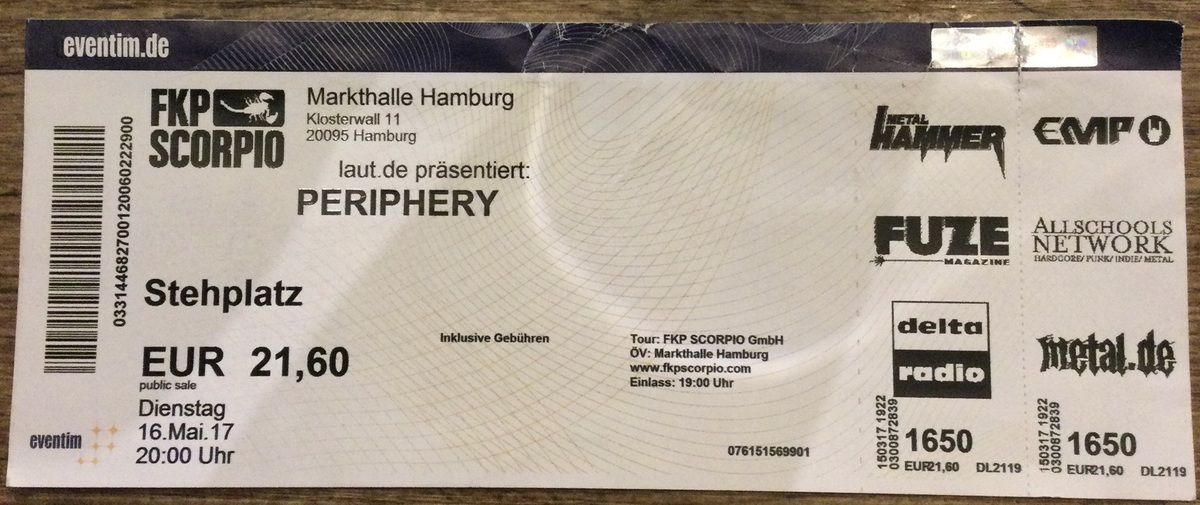 eventim.de
0331446827001200602229​00
FKP
SCORPIO
Markthalle Hamburg
Klosterwall 11
20095 Hamburg
laut.de präsentiert:
PERIPHERY
Stehplatz
EUR 21,60
public sale
Dienstag
16.Mai.17
20:00 Uhr
eventim
Inklusive Gebühren
Tour: FKP SCORPIO GmbH
ÖV: Markthalle Hamburg
www.fkpscorpio.com
Einlass: 19:00 Uhr
076151569901
METAL
HAMMER
EMP
FUZE
MAGAZINE
ALLSCHOOLS
NETWORK
HARDCORE/ PUNK/ INDIE/ METAL
delta
radio
metal.de
150317 1922
0300872839
1650
EUR21,60 DL2119
150317 1922
0300872839
1650
EUR21,60 DL2119